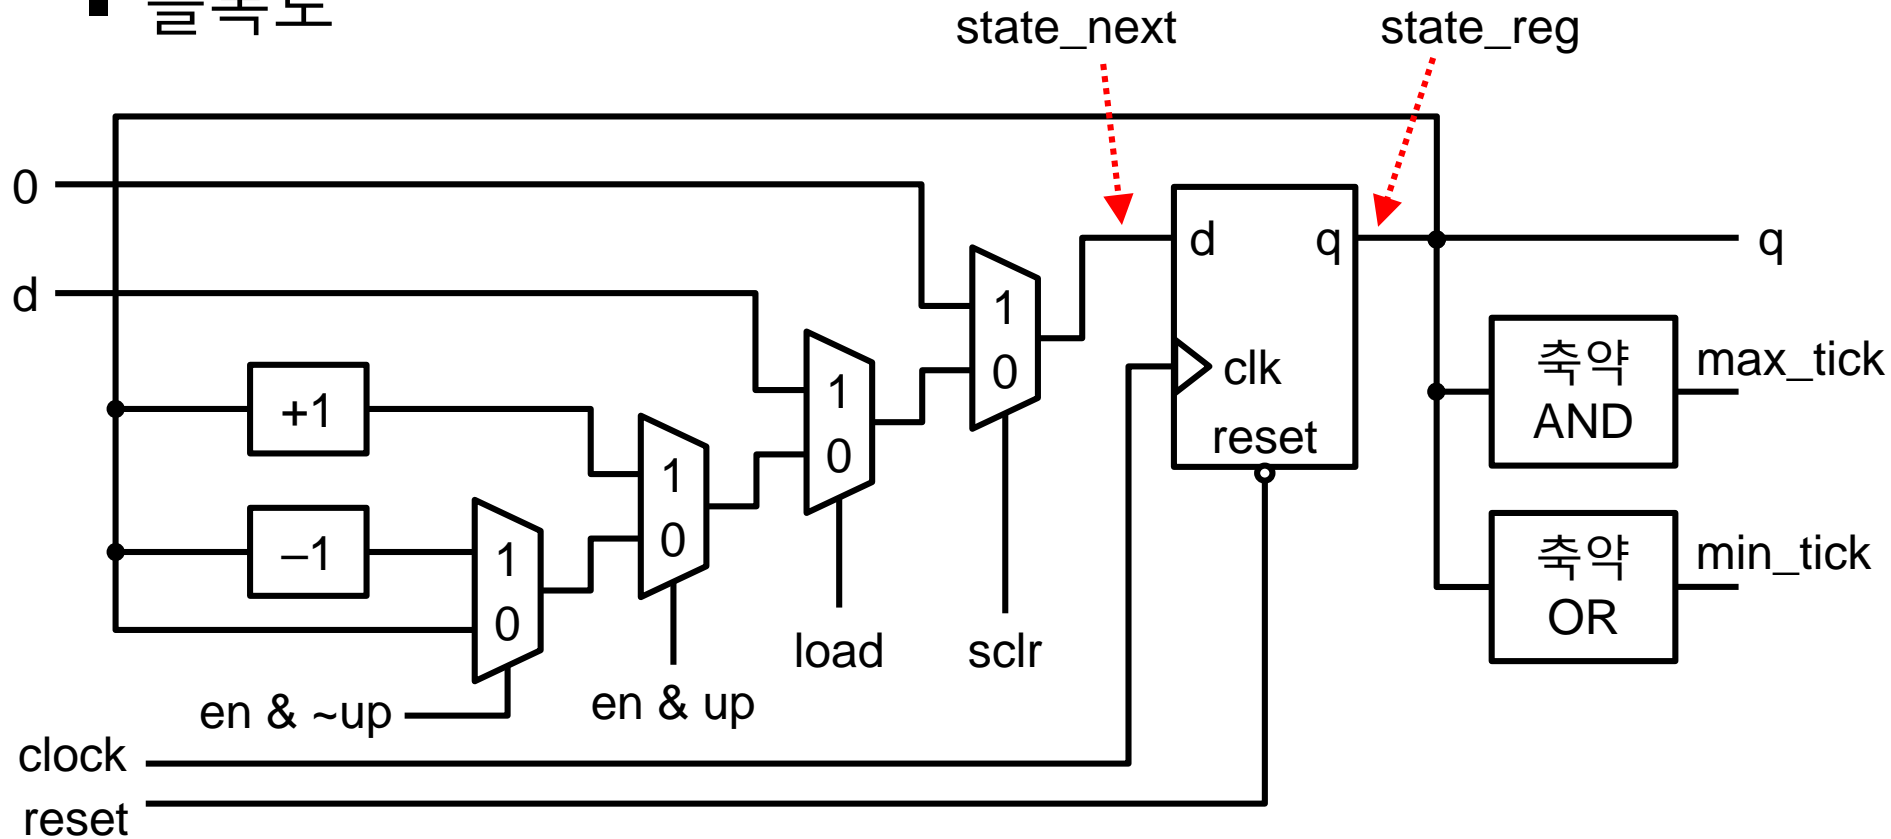 state_next
state_reg
0
d
d
q
q
1
0
clk
reset
1
0
+1
1
0
–1
1
0
축약
AND
max_tick
축약
OR
min_tick
load
sclr
en & up
en & ~up
clock
reset